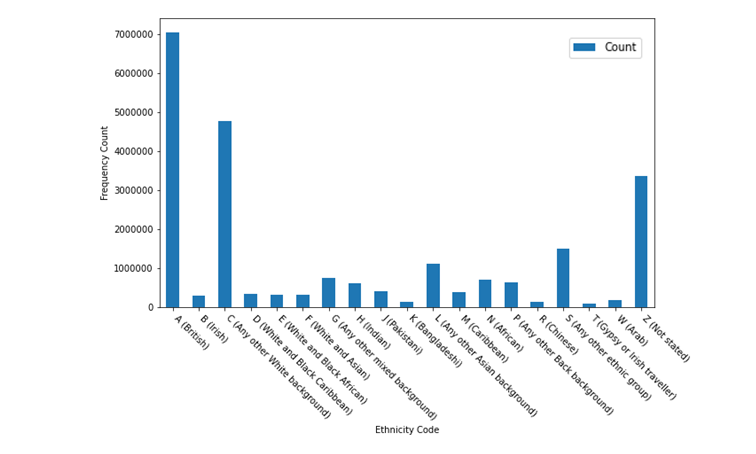 7000000
6000000
5000000
4000000
3000000
2000000
1000000
0
Frequency Count
Count
A (British)
B (Irish)
C (Any other White background)
D (White and Black Caribbean)
E (White and Black African)
F (White and Asian)
G (Any other mixed background)
H (Indian)
J (Pakistani)
K (Bangladeshi)
L (Any other Asian background)
M (Caribbean)
N (African)
P (Any other Back background)
R (Chinese)
S (Any other ethnic group)
T (Gypsy or Irish traveller)
W (Arab)
Z (Not stated)
Ethnicity Code